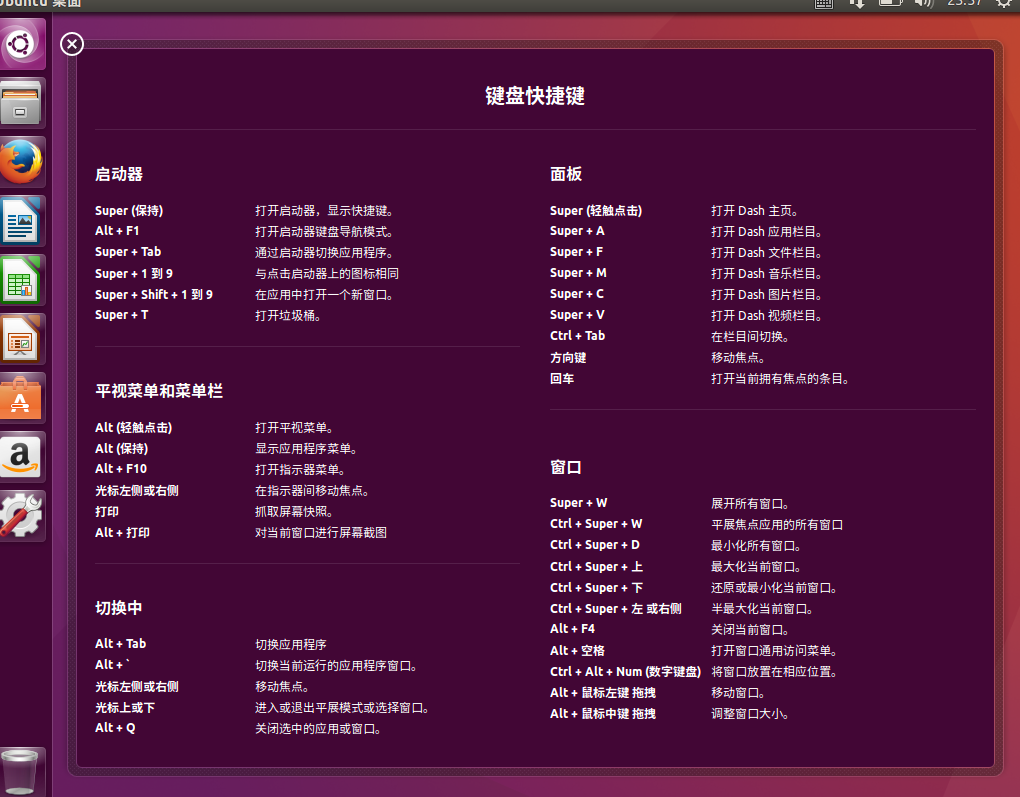 Ubuntu 桌面
23:37
键盘快捷键
启动器
Super (保持) 打开启动器，显示快捷键。
Alt + F1 打开启动器键盘导航模式。
Super + Tab 通过启动器切换应用程序。
Super + 1 到 9 与点击启动器上的图标相同
Super + Shift + 1 到 9 在应用中打开一个新窗口。
Super + T 打开垃圾桶。
平视菜单和菜单栏
Alt (轻触点击) 打开平视菜单。
Alt (保持) 显示应用程序菜单。
Alt + F10 打开指示器菜单。
光标左侧或右侧 在指示器间移动焦点。
打印 抓取屏幕快照。
Alt + 打印 对当前窗口进行屏幕截图
切换中
Alt + Tab 切换应用程序
Alt + ` 切换当前运行的应用程序窗口。
光标左侧或右侧 移动焦点。
光标上或下 进入或退出平展模式或选择窗口。
Alt + Q 关闭选中的应用或窗口。
面板
Super (轻触点击) 打开 Dash 主页。
Super + A 打开 Dash 应用栏目。
Super + F 打开 Dash 文件栏目。
Super + M 打开 Dash 音乐栏目。
Super + C 打开 Dash 图片栏目。
Super + V 打开 Dash 视频栏目。
Ctrl + Tab 在栏目间切换。
方向键 移动焦点。
回车 打开当前拥有焦点的条目。
窗口
Super + W 展开所有窗口。
Ctrl + Super + W 平展焦点应用的所有窗口
Ctrl + Super + D 最小化所有窗口。
Ctrl + Super + 上 最大化当前窗口。
Ctrl + Super + 下 还原或最小化当前窗口。
Ctrl + Super + 左 或右侧 半最大化当前窗口。
Alt + F4 关闭当前窗口。
Alt + 空格 打开窗口通用访问菜单。
Ctrl + Alt + Num (数字键盘) 将窗口放置在相应位置。
Alt + 鼠标左键 拖拽 移动窗口。
Alt + 鼠标中键 拖拽 调整窗口大小。